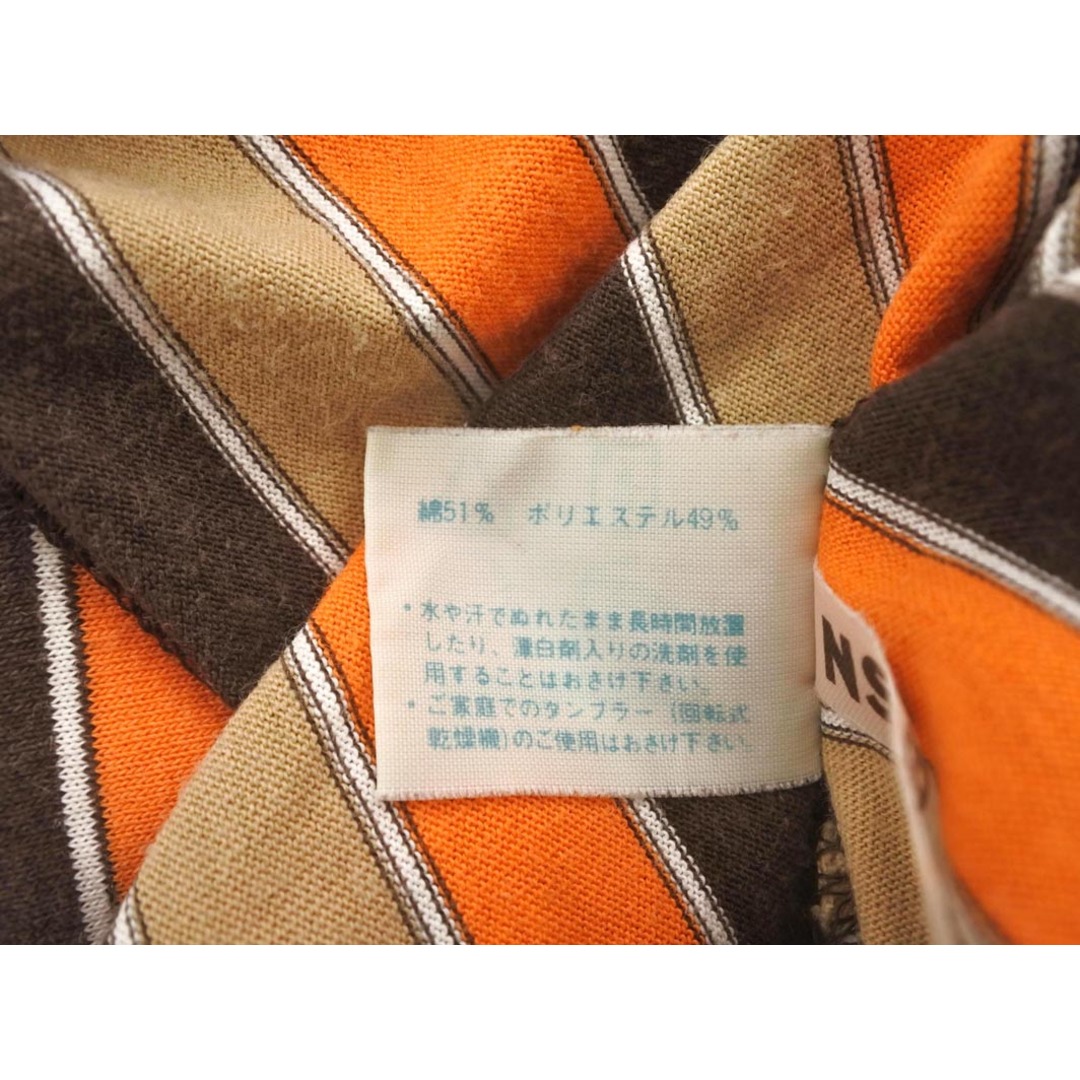 綿51% ポリエステル49%
・水や汗でぬれたまま長時間放置
したり、漂白剤入りの洗剤を使
用することはおさけ下さい。
・ご家庭でのタンブラー（回転式
乾燥機）のご使用はおさけ下さい。
NS